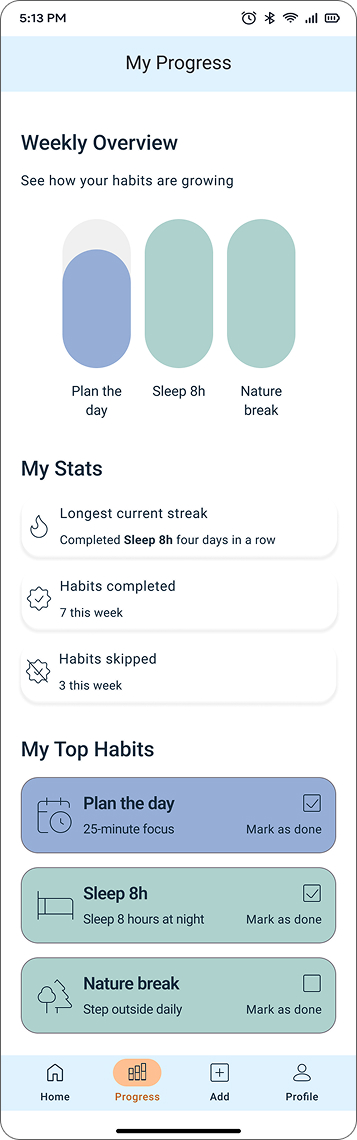 5:13 PM
My Progress
Weekly Overview
See how your habits are growing
Plan the
day
Sleep 8h
Nature
break
My Stats
Longest current streak
Completed Sleep 8h four days in a row
Habits completed
7 this week
Habits skipped
3 this week
My Top Habits
Plan the day
25-minute focus
Mark as done
Sleep 8h
Sleep 8 hours at night
Mark as done
Nature break
Step outside daily
Mark as done
Home
Progress
Add
Profile